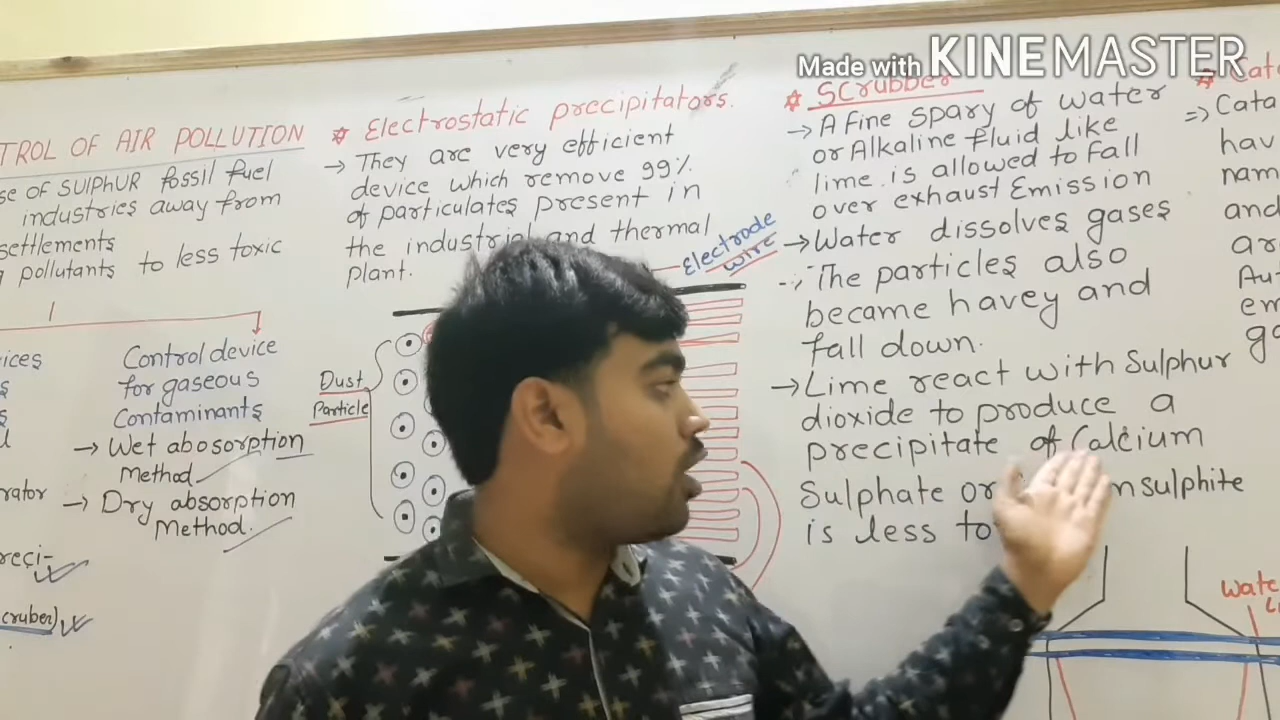 Made with KINEMASTER
TROL OF AIR POLLUTION
SE OF SULPHUR fossil fuel
industries away from
settlements
pollutants to less toxic
ices
Control device
for gaseous
Contaminants
→ Wet abosorption
Method
→ Dry absorption
Method.
rator
reci-
cruber)
Electrostatic precipitators.
→ They are very efficient
device which remove 99%
of particulates present in
the industrial and thermal
plant.
Electrode
wire
Dust
Particle
SCrubber
→ A fine spary of water
or Alkaline fluid like
lime is allowed to fall
over exhaust Emission
→ Water dissolves gases
The particles also
became havey and
fall down.
→ Lime react with Sulphur
dioxide to produce a
precipitate of Calcium
Sulphate or m sulphite
is less to
Cat
=> Cata
hav
nam
and
ar
Au
em
ga
Wate
Li